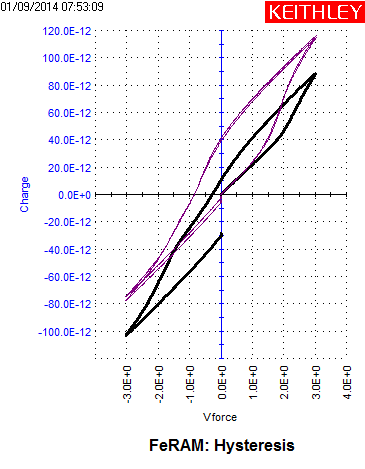 01/09/2014 07:53:09
KEITHLEY
120.0E-12
100.0E-12
80.0E-12
60.0E-12
40.0E-12
20.0E-12
0.0E+0
-20.0E-12
-40.0E-12
-60.0E-12
-80.0E-12
-100.0E-12
Charge
-3.0E+0
-2.0E+0
-1.0E+0
0.0E+0
1.0E+0
2.0E+0
3.0E+0
4.0E+0
Vforce
FeRAM: Hysteresis